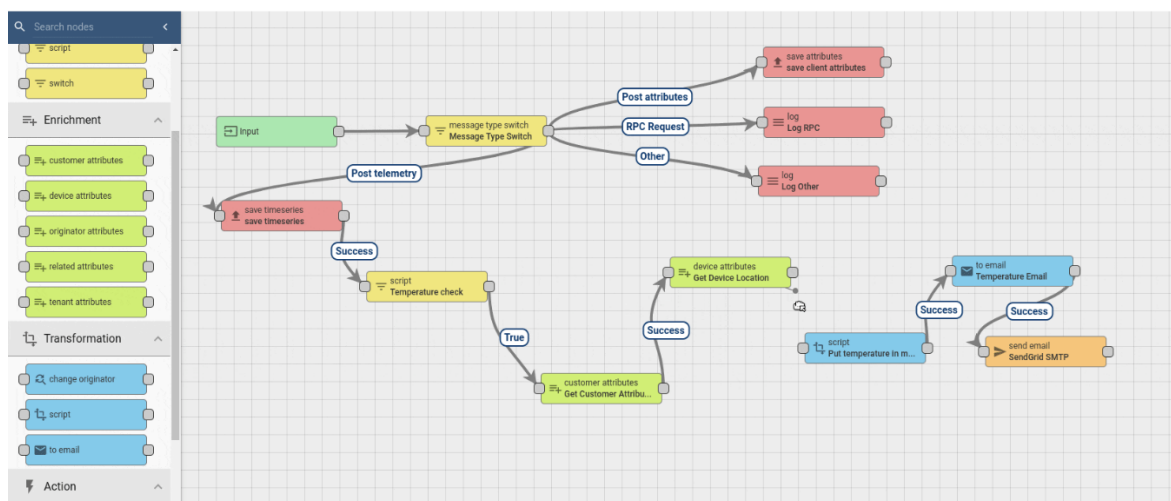 Search nodes
script
switch
Enrichment
customer attributes
device attributes
originator attributes
related attributes
tenant attributes
Transformation
change originator
script
to email
Action
Input
message type switch
Message Type Switch
Post attributes
RPC Request
Other
Post telemetry
save attributes
save client attributes
log
Log RPC
log
Log Other
save timeseries
save timeseries
Success
script
Temperature check
True
customer attributes
Get Customer Attribu...
Success
device attributes
Get Device Location
script
Put temperature in m...
Success
to email
Temperature Email
Success
send email
SendGrid SMTP